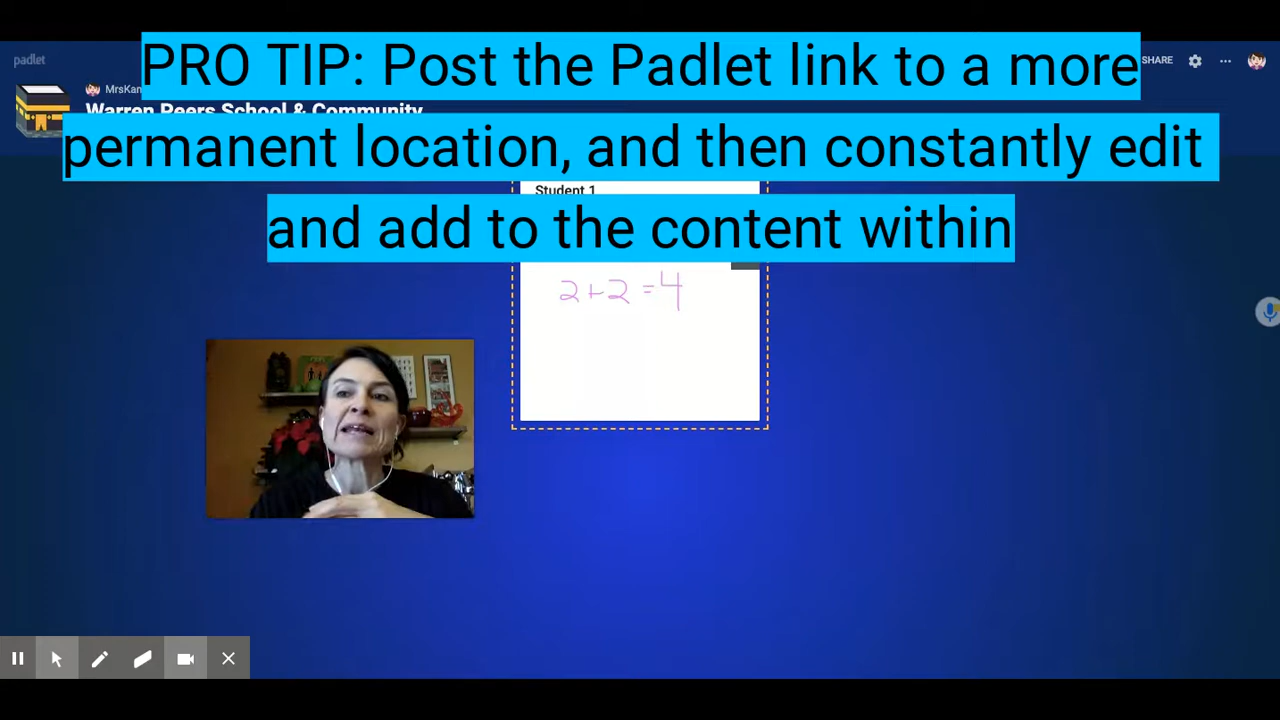 PRO TIP: Post the Padlet link to a more
permanent location, and then constantly edit
and add to the content within
padlet
SHARE
MrsKam
Warren Peers School & Community
Student 1
2+2=4